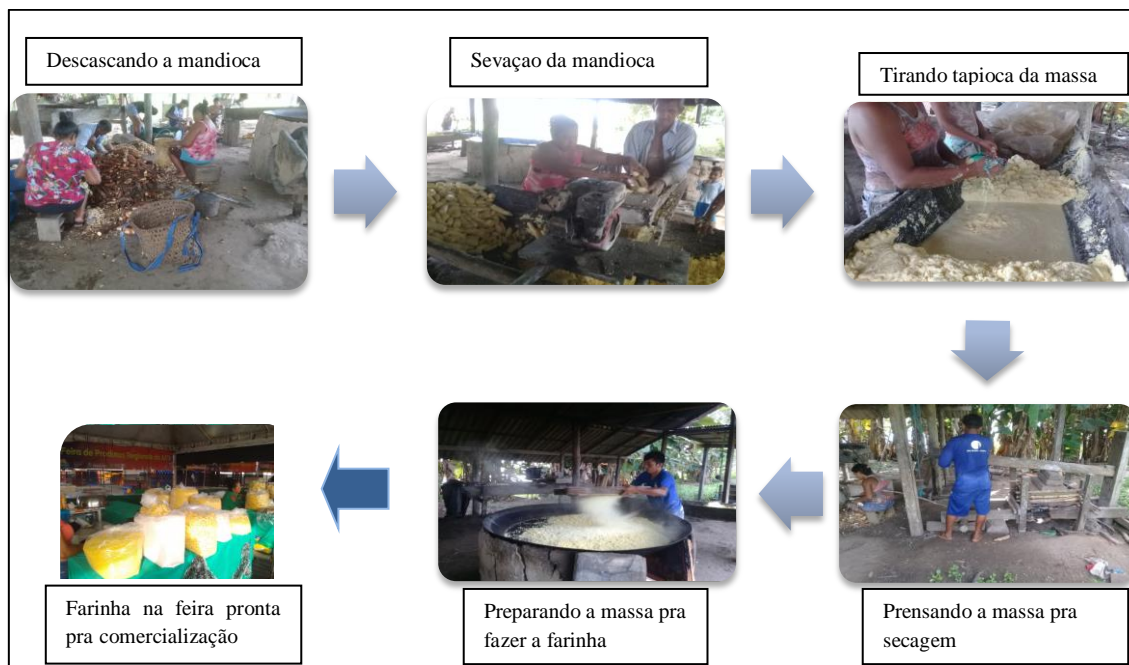 Descascando a mandioca
Sevaçao da mandioca
Tirando tapioca da massa
Farinha na feira pronta
pra comercialização
Preparando a massa pra
fazer a farinha
Prensando a massa pra
secagem